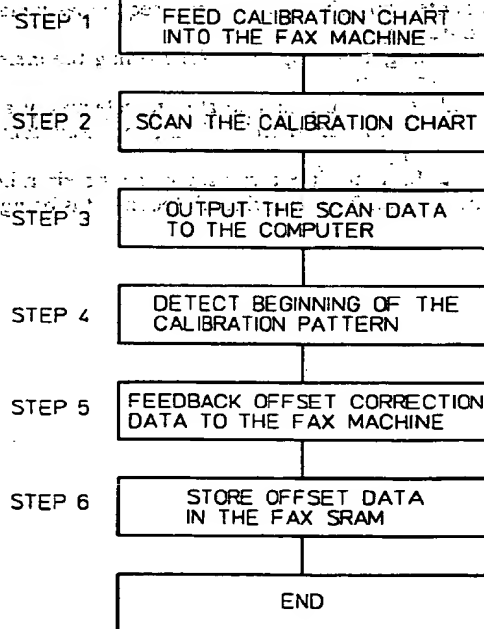 STEP 1
FEED CALIBRATION CHART
INTO THE FAX MACHINE
STEP 2
SCAN THE CALIBRATION CHART
STEP 3
OUTPUT THE SCAN DATA
TO THE COMPUTER
STEP 4
DETECT BEGINNING OF THE
CALIBRATION PATTERN
STEP 5
FEEDBACK OFFSET CORRECTION
DATA TO THE FAX MACHINE
STEP 6
STORE OFFSET DATA
IN THE FAX SRAM
END